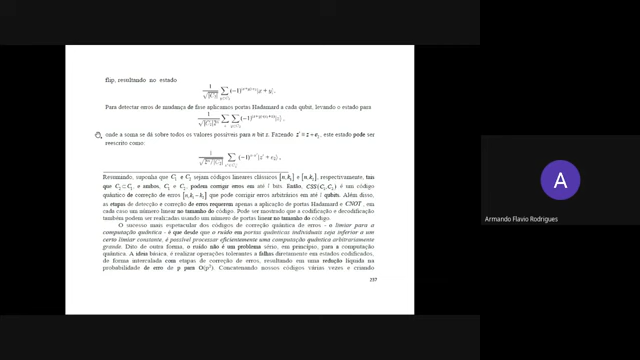 flip, resultando no estado
Para detectar erros de mudança de fase aplicamos portas Hadamard a cada qubit, levando o estado para
onde a soma se dá sobre todos os valores possíveis para n bit z. Fazendo z' ≡ z + e₂, este estado pode ser
reescrito como:
Resumindo, suponha que C₁ e C₂ sejam códigos lineares clássicos [n, k₁] e [n, k₂], respectivamente, tais
que C₂ ⊂ C₁, e ambos, C₁ e C₂ podem corrigir erros em até t bits. Então, CSS(C₁, C₂) é um código
quântico de correção de erros [n, k₁ − k₂] que pode corrigir erros arbitrários em até t qubits. Além disso,
as etapas de detecção e correção de erros requerem apenas a aplicação de portas Hadamard e CNOT, em
em cada caso um número linear no tamanho do código. Pode ser mostrado que a codificação e decodificação
também podem ser realizadas usando um número de portas linear no tamanho do código.
O sucesso mais espetacular dos códigos de correção quântica de erros - o limiar para a
computação quântica - é que desde que o ruído em portas quânticas individuais seja inferior a um
certo limiar constante, é possível processar eficientemente uma computação quântica arbitrariamente
grande. Dito de outra forma, o ruído não é um problema sério, em princípio, para a computação
quântica. A ideia básica, é realizar operações tolerantes a falhas diretamente em estados codificados,
de forma intercalada com etapas de correção de erros, resultando em uma redução líquida na
probabilidade de erro de p para O(p²). Concatenando nossos códigos várias vezes e criando
237
A
Armando Flavio Rodrigues